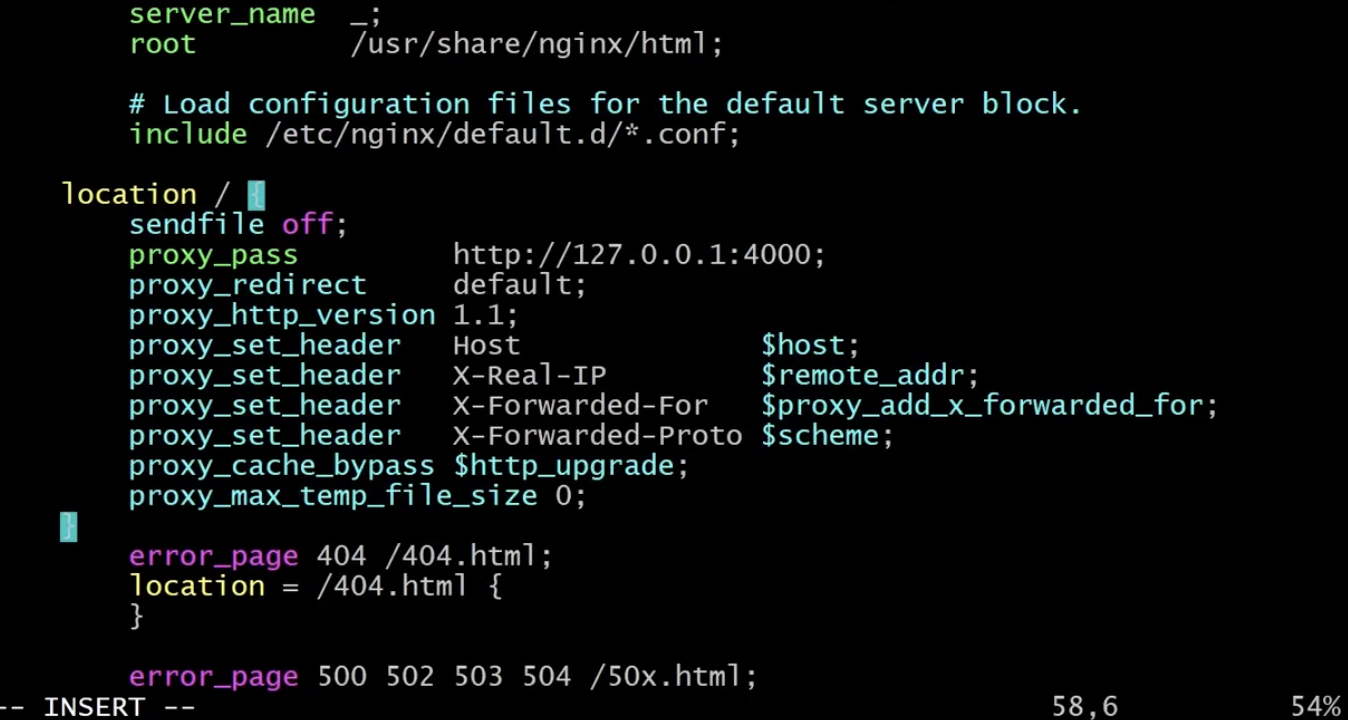 server_name  _;
root         /usr/share/nginx/html;
# Load configuration files for the default server block.
include /etc/nginx/default.d/*.conf;
location / {
sendfile off;
proxy_pass         http://127.0.0.1:4000;
proxy_redirect     default;
proxy_http_version 1.1;
proxy_set_header   Host              $host;
proxy_set_header   X-Real-IP         $remote_addr;
proxy_set_header   X-Forwarded-For   $proxy_add_x_forwarded_for;
proxy_set_header   X-Forwarded-Proto $scheme;
proxy_cache_bypass $http_upgrade;
proxy_max_temp_file_size 0;
}
error_page 404 /404.html;
location = /404.html {
}
error_page 500 502 503 504 /50x.html;
-- INSERT --                    58,6          54%